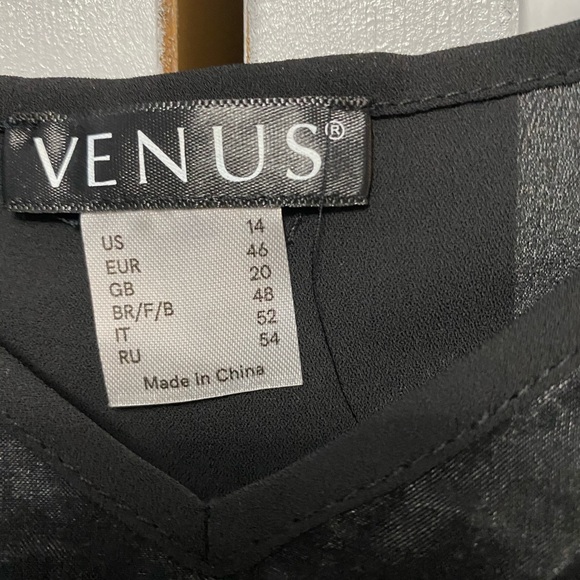 VENUS®
US 14
EUR 46
GB 20
BR/F/B 48
IT 52
RU 54
Made in China